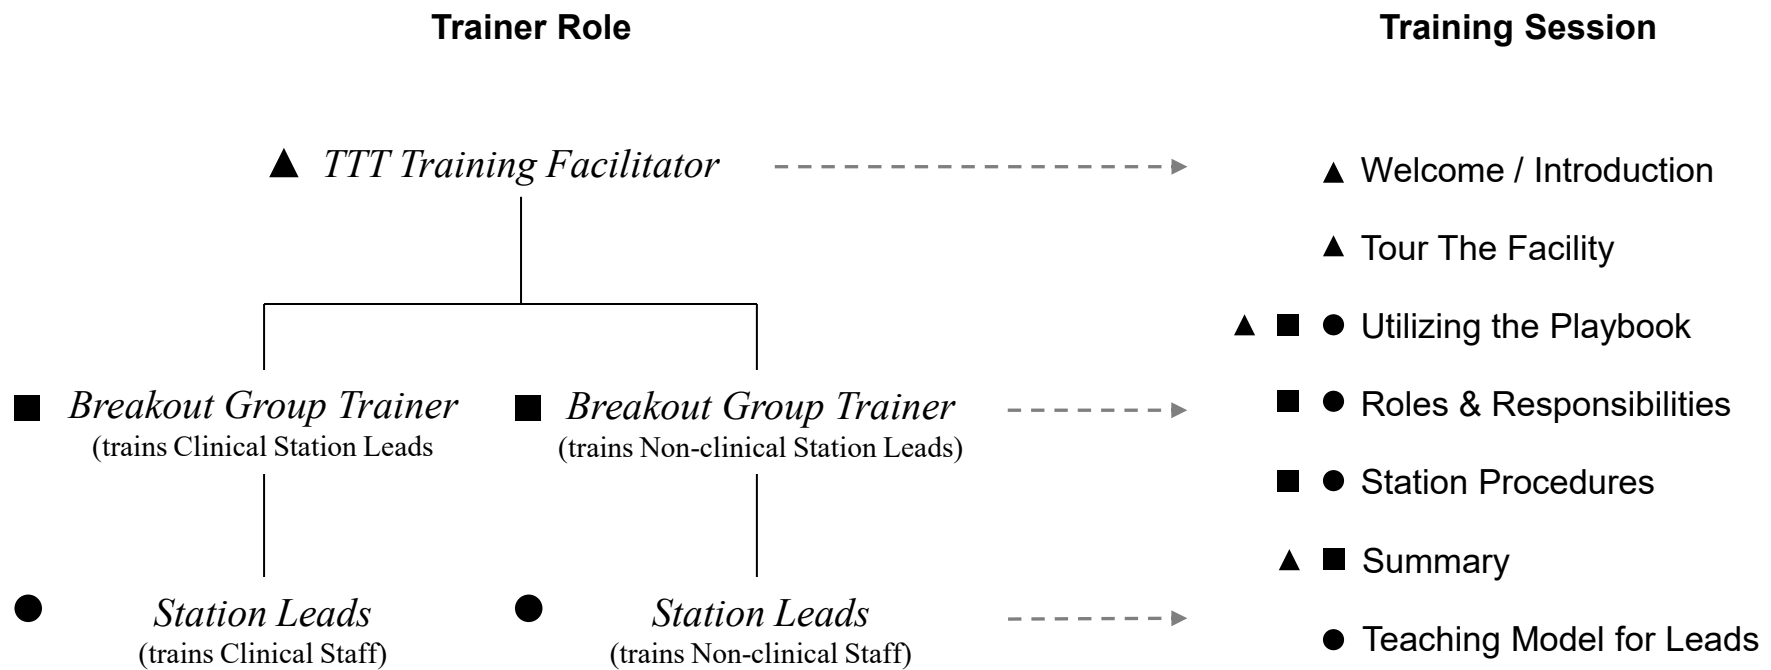 Trainer Role
Training Session
TTT Training Facilitator
Welcome / Introduction
Tour The Facility
Utilizing the Playbook
Breakout Group Trainer
(trains Clinical Station Leads
Breakout Group Trainer
(trains Non-clinical Station Leads)
Roles & Responsibilities
Station Procedures
Summary
Station Leads
(trains Clinical Staff)
Station Leads
(trains Non-clinical Staff)
Teaching Model for Leads